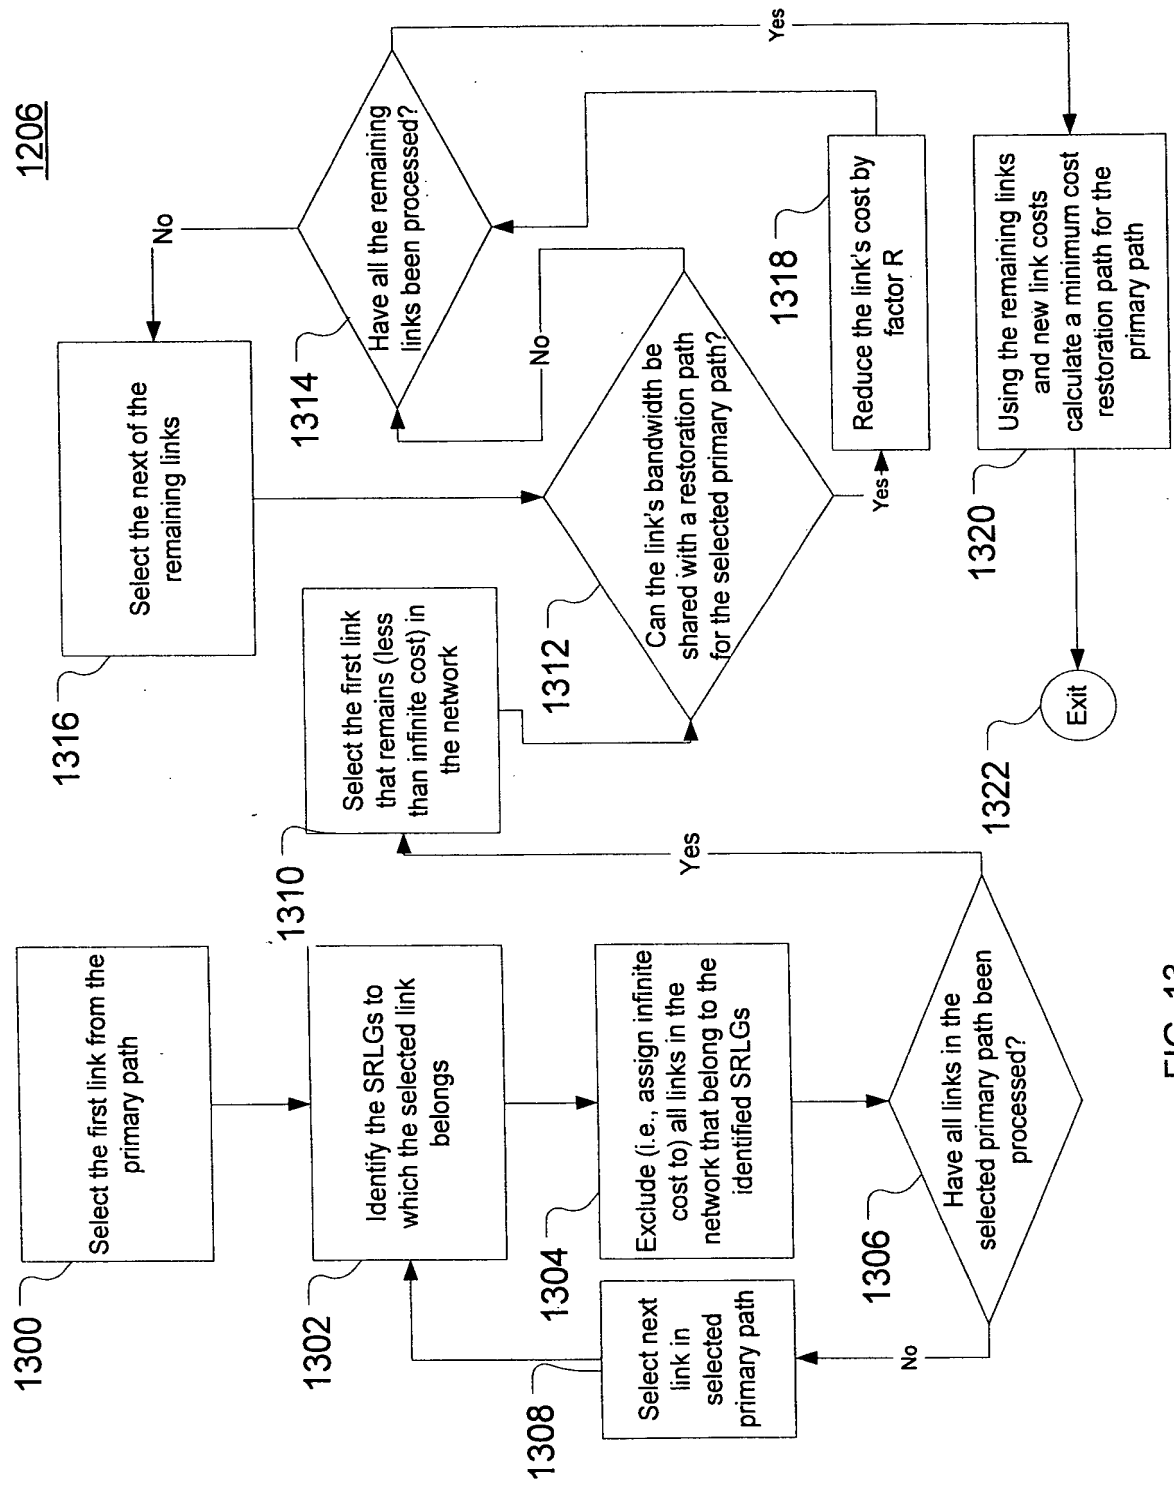 1206
1300
Select the first link from the
primary path
1302
Identify the SRLGs to
which the selected link
belongs
1304
Exclude (i.e., assign infinite
cost to) all links in the
network that belong to the
identified SRLGs
1306
Have all links in the
selected primary path been
processed?
No
1308
Select next
link in
selected
primary path
Yes
1310
Select the first link
that remains (less
than infinite cost) in
the network
1312
Can the link's bandwidth be
shared with a restoration path
for the selected primary path?
No
Yes
1314
Have all the remaining
links been processed?
No
Yes
1316
Select the next of the
remaining links
1318
Reduce the link's cost by
factor R
1320
Using the remaining links
and new link costs
calculate a minimum cost
restoration path for the
primary path
1322
Exit
FIG. 13